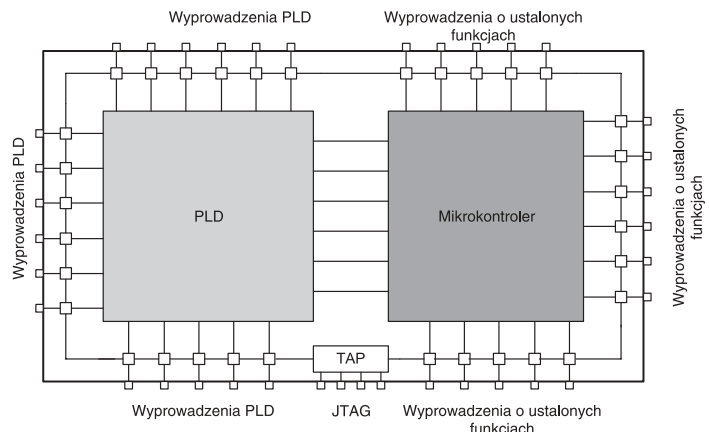 Wyprowadzenia PLD
Wyprowadzenia o ustalonych
funkcjach
Wyprowadzenia PLD
PLD
Mikrokontroler
Wyprowadzenia o ustalonych
funkcjach
TAP
Wyprowadzenia PLD
JTAG
Wyprowadzenia o ustalonych
funkcjach